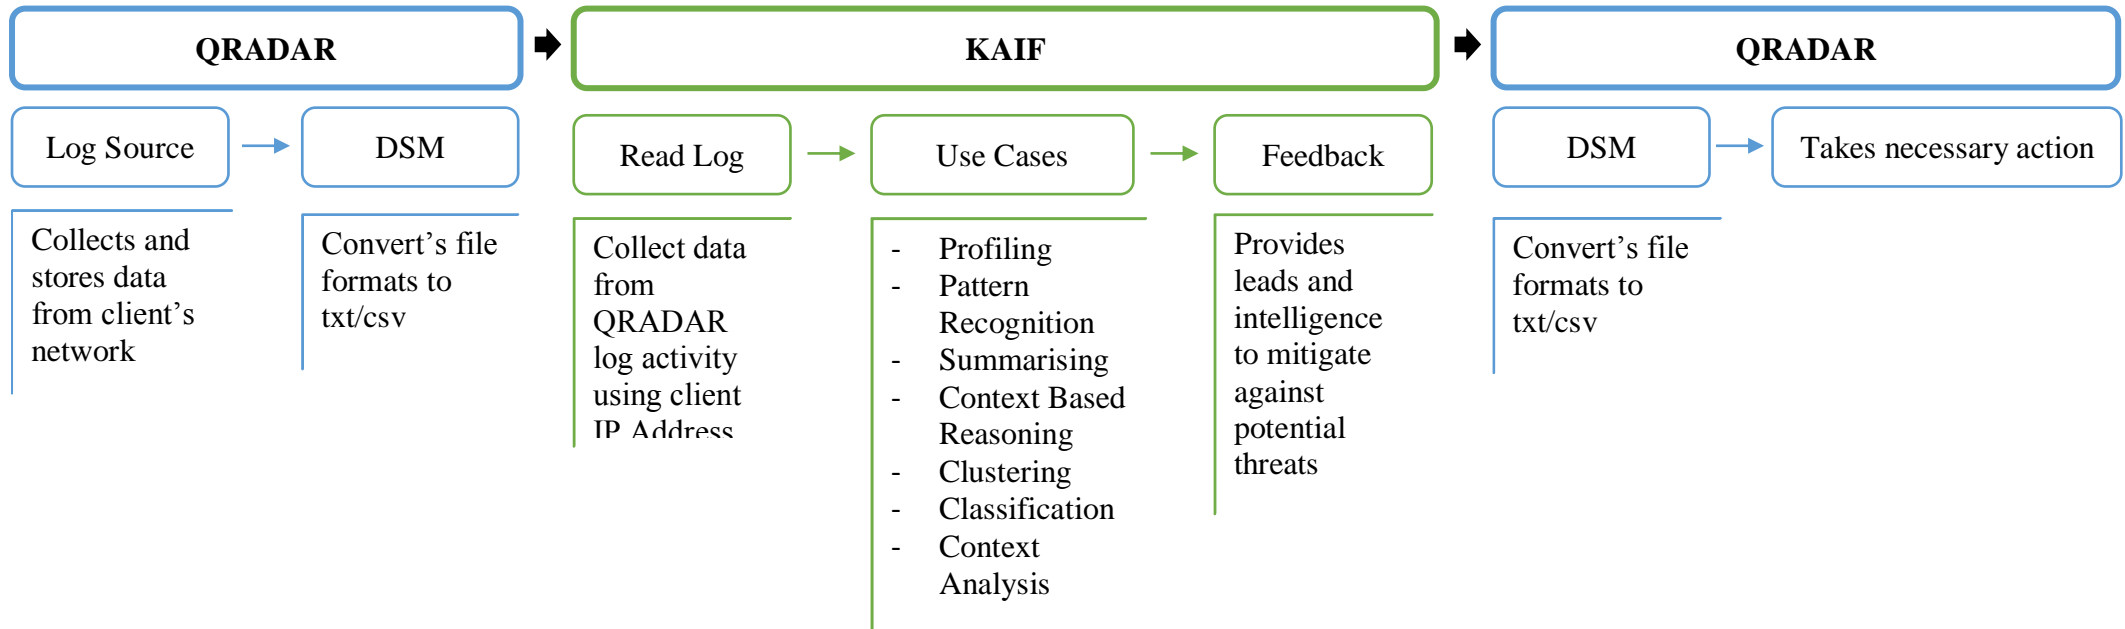 QRADAR
KAIF
QRADAR
Log Source
DSM
Read Log
Use Cases
Feedback
DSM
Takes necessary action
Collects and
stores data
from client’s
network
Convert’s file
formats to
txt/csv
Collect data
from
QRADAR
log activity
using client
IP Address
- Profiling
- Pattern
Recognition
- Summarising
- Context Based
Reasoning
- Clustering
- Classification
- Context
Analysis
Provides
leads and
intelligence
to mitigate
against
potential
threats
Convert’s file
formats to
txt/csv